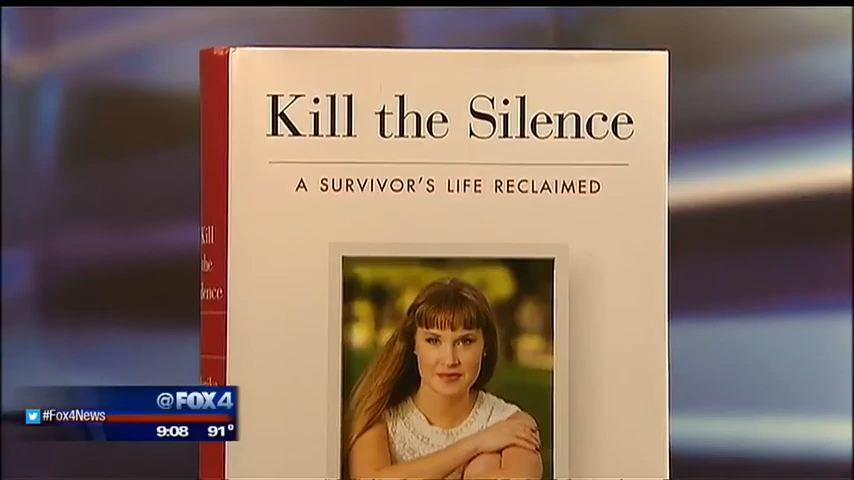 Kill the Silence
A SURVIVOR'S LIFE RECLAIMED
Kill
the
Silence
@FOX4
#Fox4News
9:08 91°